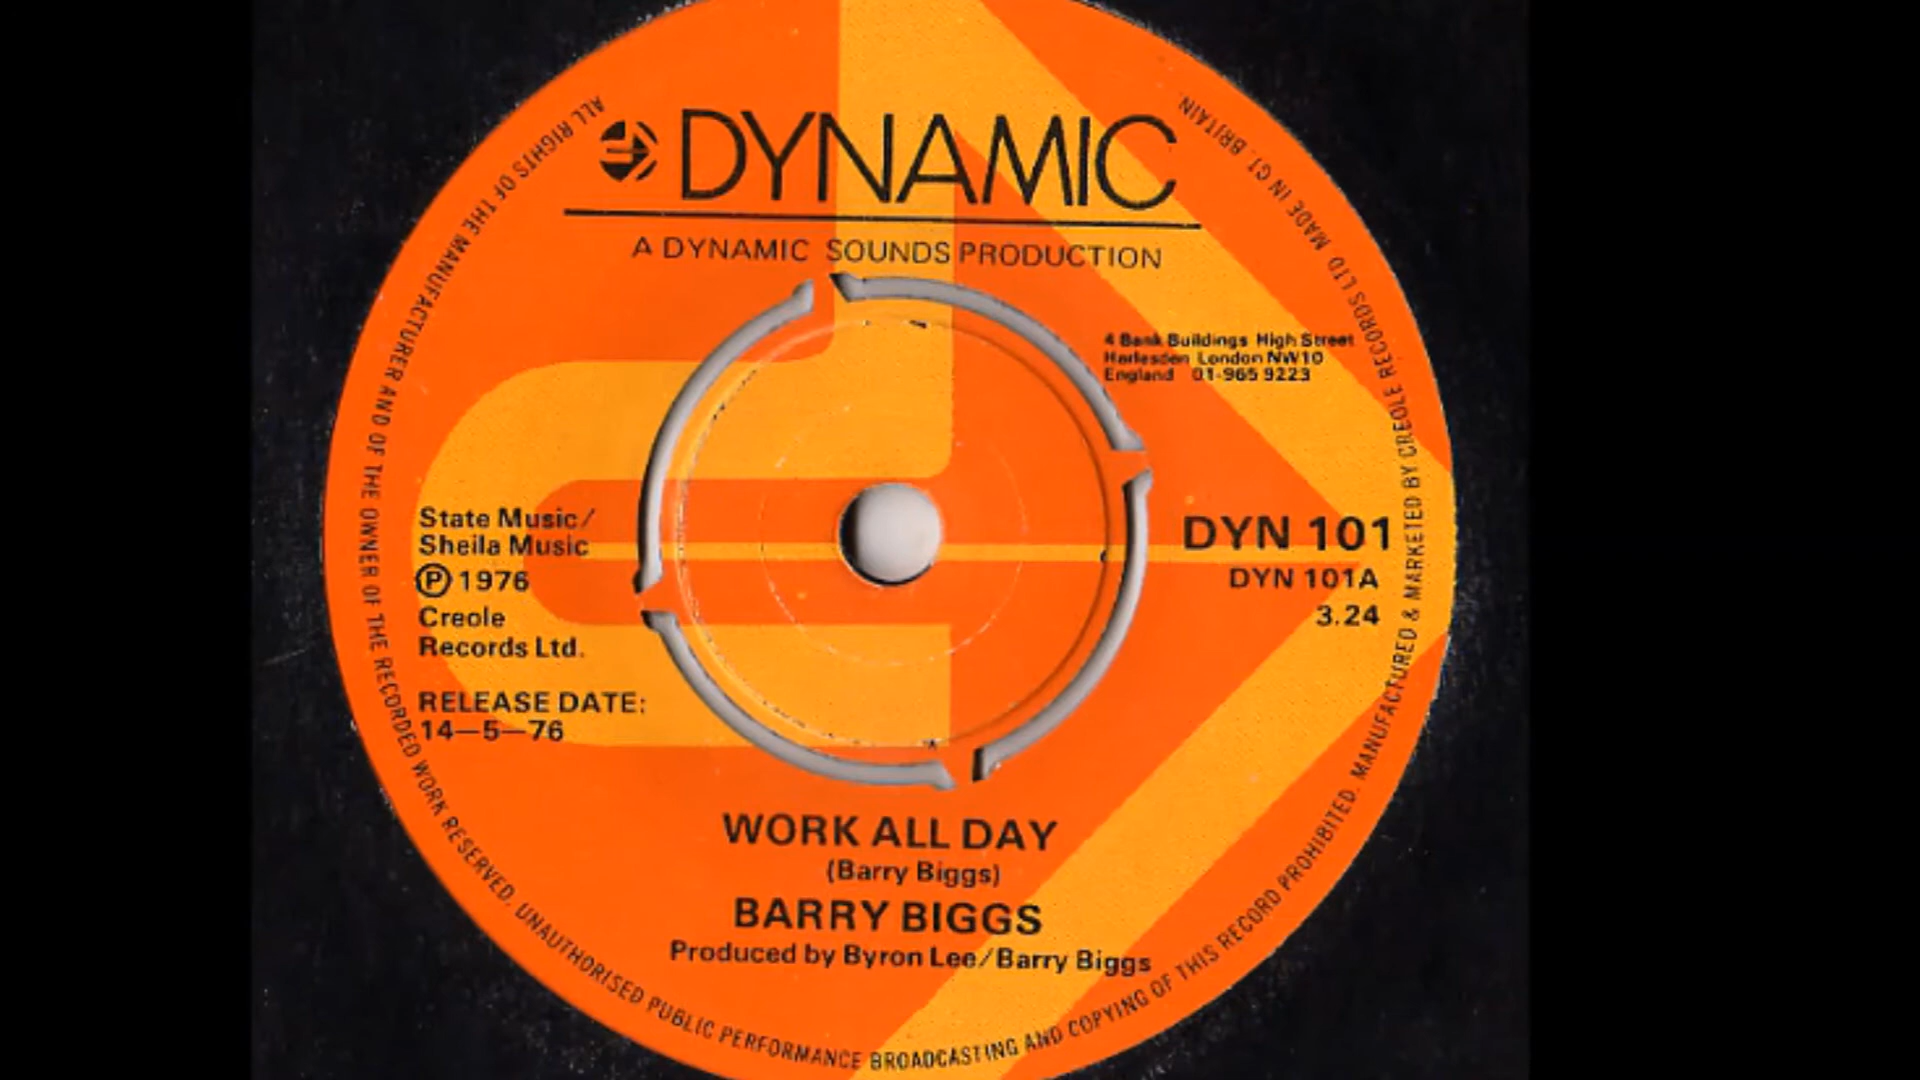 DYNAMIC
A DYNAMIC SOUNDS PRODUCTION
4 Bank Buildings High Street
Harlesden London NW10
England 01-965 9223
State Music/
Sheila Music
Ⓟ 1976
Creole
Records Ltd.
RELEASE DATE:
14—5—76
DYN 101
DYN 101A
3.24
WORK ALL DAY
(Barry Biggs)
BARRY BIGGS
Produced by Byron Lee/Barry Biggs
ALL RIGHTS OF THE MANUFACTURER AND OF THE OWNER OF THE RECORDED WORK RESERVED. UNAUTHORISED PUBLIC PERFORMANCE BROADCASTING AND COPYING OF THIS RECORD PROHIBITED. MANUFACTURED & MARKETED BY CREOLE RECORDS LTD MADE IN GT. BRITAIN.